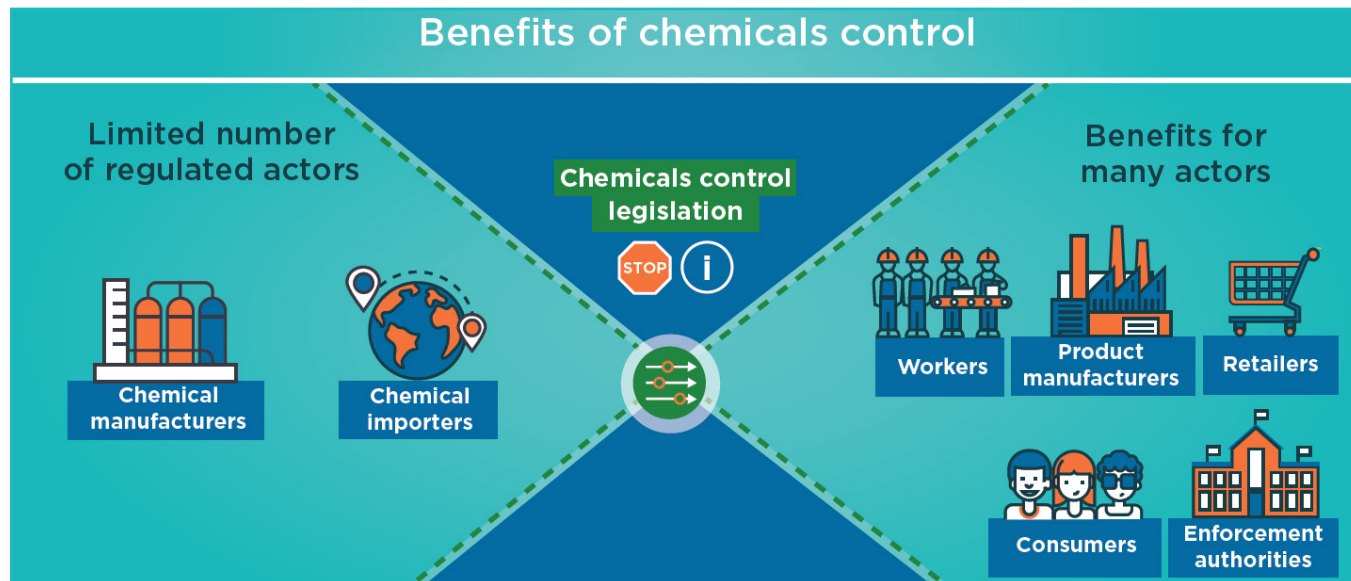 Benefits of chemicals control
Limited number
of regulated actors
Chemical
manufacturers
Chemical
importers
Chemicals control
legislation
STOP
i
Benefits for
many actors
Workers
Product
manufacturers
Retailers
Consumers
Enforcement
authorities